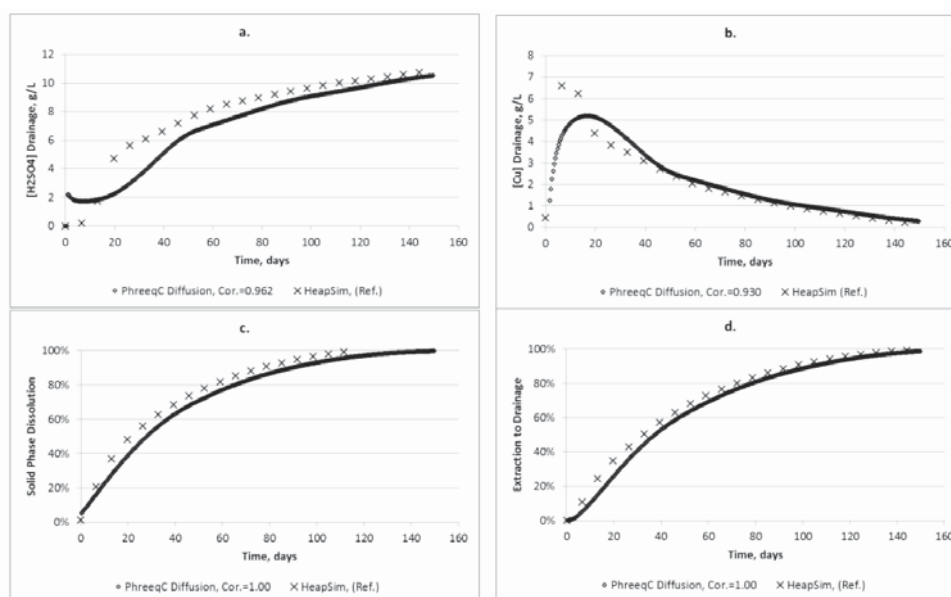 a.
[H2SO4] Drainage, g/L
12
10
8
6
4
2
0
0 20 40 60 80 100 120 140 160
Time, days
PhreeqC Diffusion, Cor.=0.962 HeapSim, (Ref.)
b.
[Cu] Drainage, g/L
8
7
6
5
4
3
2
1
0
0 20 40 60 80 100 120 140 160
Time, days
PhreeqC Diffusion, Cor.=0.930 HeapSim, (Ref.)
c.
Solid Phase Dissolution
100%
80%
60%
40%
20%
0%
0 20 40 60 80 100 120 140 160
Time, days
PhreeqC Diffusion, Cor.=1.00 HeapSim, (Ref.)
d.
Extraction to Drainage
100%
80%
60%
40%
20%
0%
0 20 40 60 80 100 120 140 160
Time, days
PhreeqC Diffusion, Cor.=1.00 HeapSim, (Ref.)